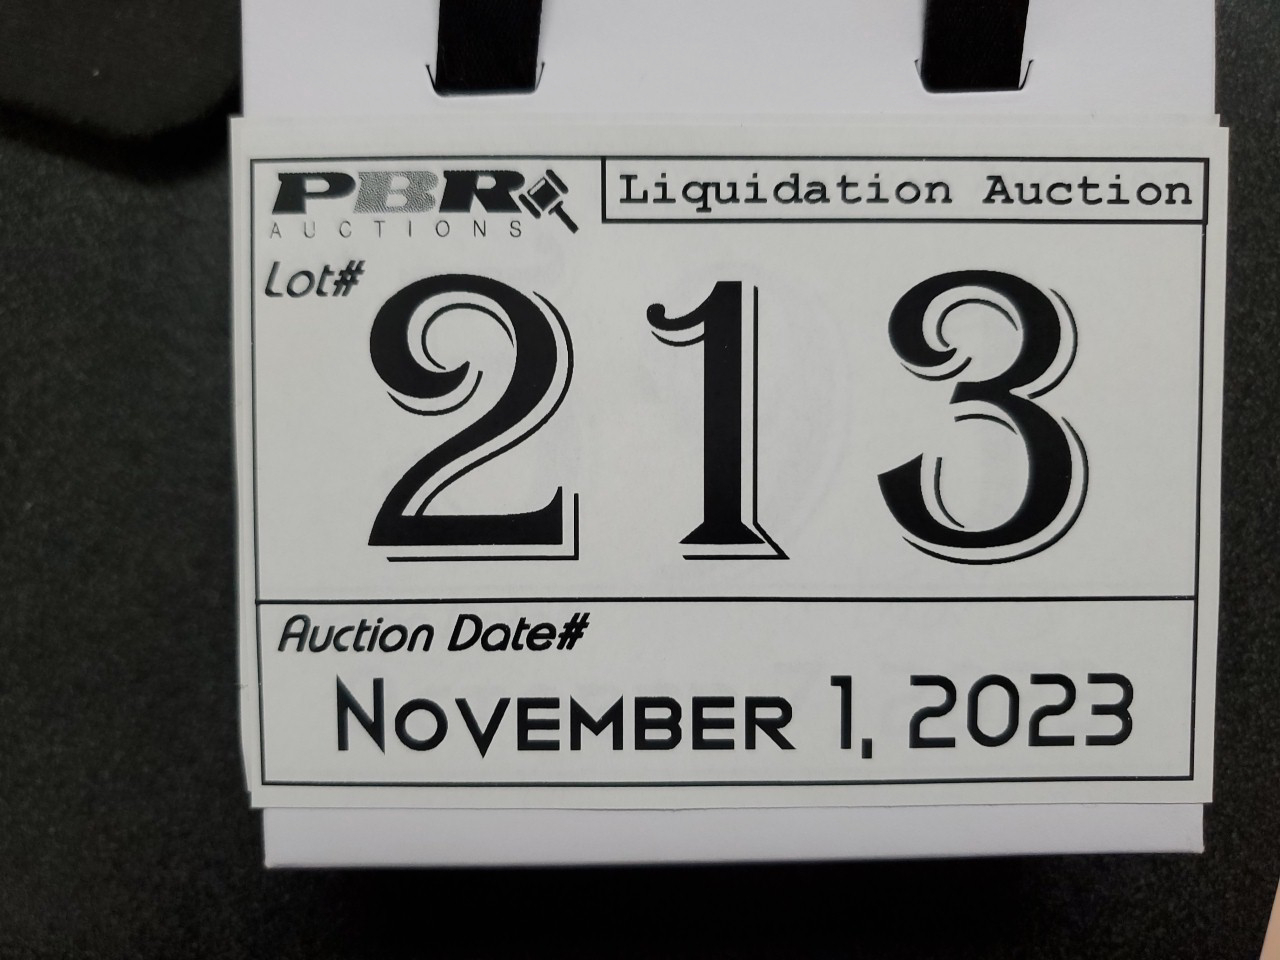 PBR
AUCTIONS
Liquidation Auction
Lot#
213
Auction Date#
November 1, 2023